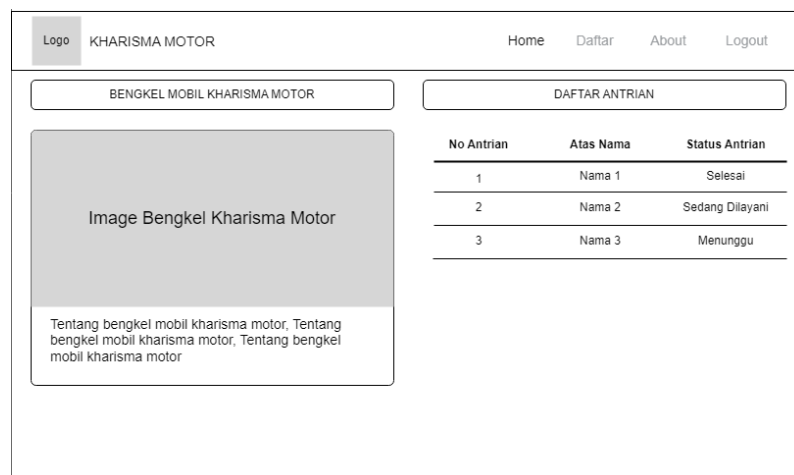 Logo KHARISMA MOTOR Home Daftar About Logout
BENGKEL MOBIL KHARISMA MOTOR
Image Bengkel Kharisma Motor
Tentang bengkel mobil kharisma motor, Tentang
bengkel mobil kharisma motor, Tentang bengkel
mobil kharisma motor
DAFTAR ANTRIAN
No Antrian Atas Nama Status Antrian
1 Nama 1 Selesai
2 Nama 2 Sedang Dilayani
3 Nama 3 Menunggu